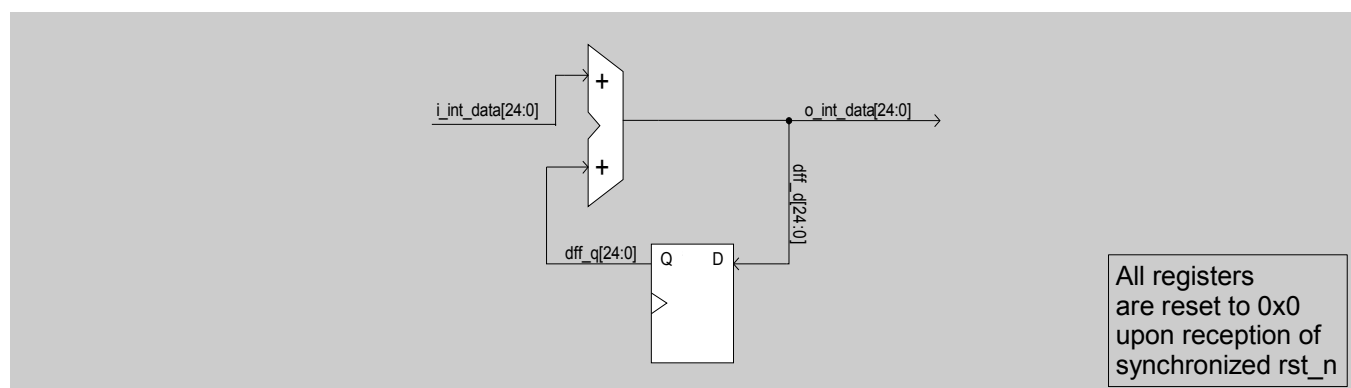 +
i_int_data[24:0]
o_int_data[24:0]
+
dff_d[24:0]
dff_q[24:0]
Q D
All registers
are reset to 0x0
upon reception of
synchronized rst_n